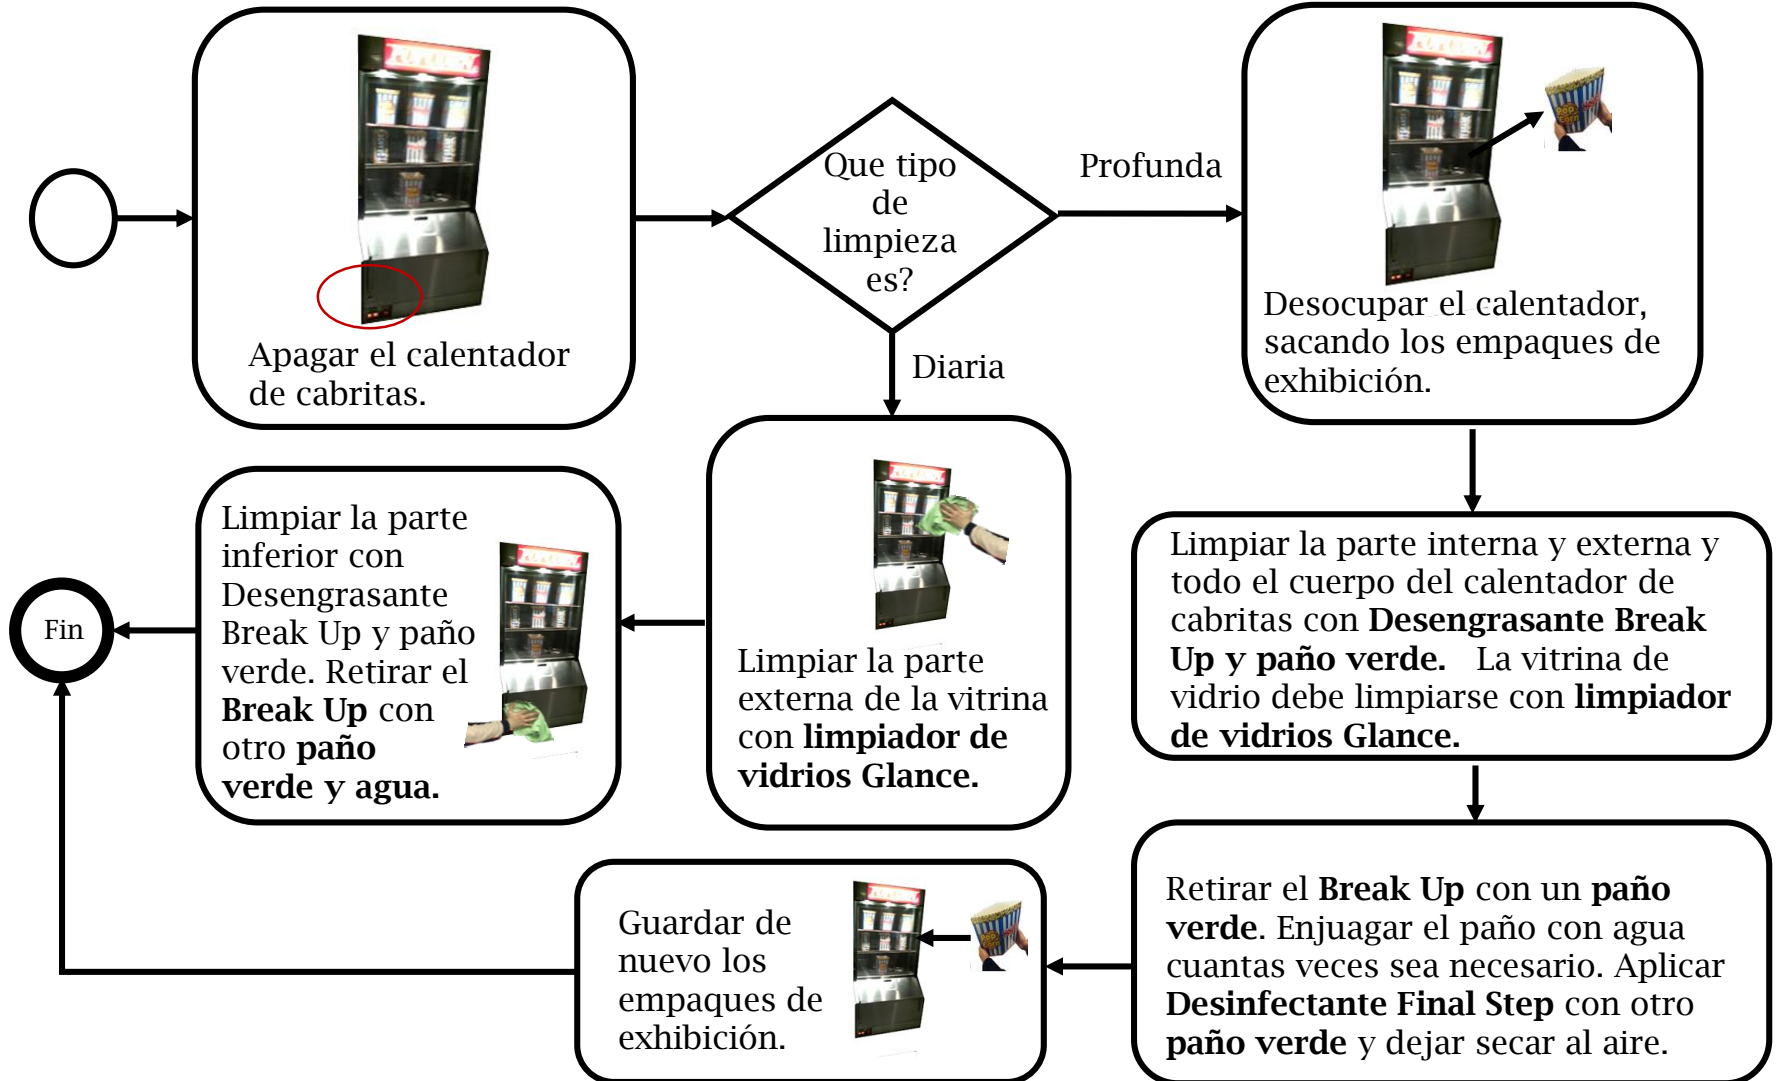 Apagar el calentador
de cabritas.
Que tipo
de
limpieza
es?
Profunda
Diaria
Desocupar el calentador,
sacando los empaques de
exhibición.
Limpiar la parte interna y externa y
todo el cuerpo del calentador de
cabritas con Desengrasante Break
Up y paño verde. La vitrina de
vidrio debe limpiarse con limpiador
de vidrios Glance.
Retirar el Break Up con un paño
verde. Enjuagar el paño con agua
cuantas veces sea necesario. Aplicar
Desinfectante Final Step con otro
paño verde y dejar secar al aire.
Guardar de
nuevo los
empaques de
exhibición.
Limpiar la parte
externa de la vitrina
con limpiador de
vidrios Glance.
Limpiar la parte
inferior con
Desengrasante
Break Up y paño
verde. Retirar el
Break Up con
otro paño
verde y agua.
Fin
Pop
Corn